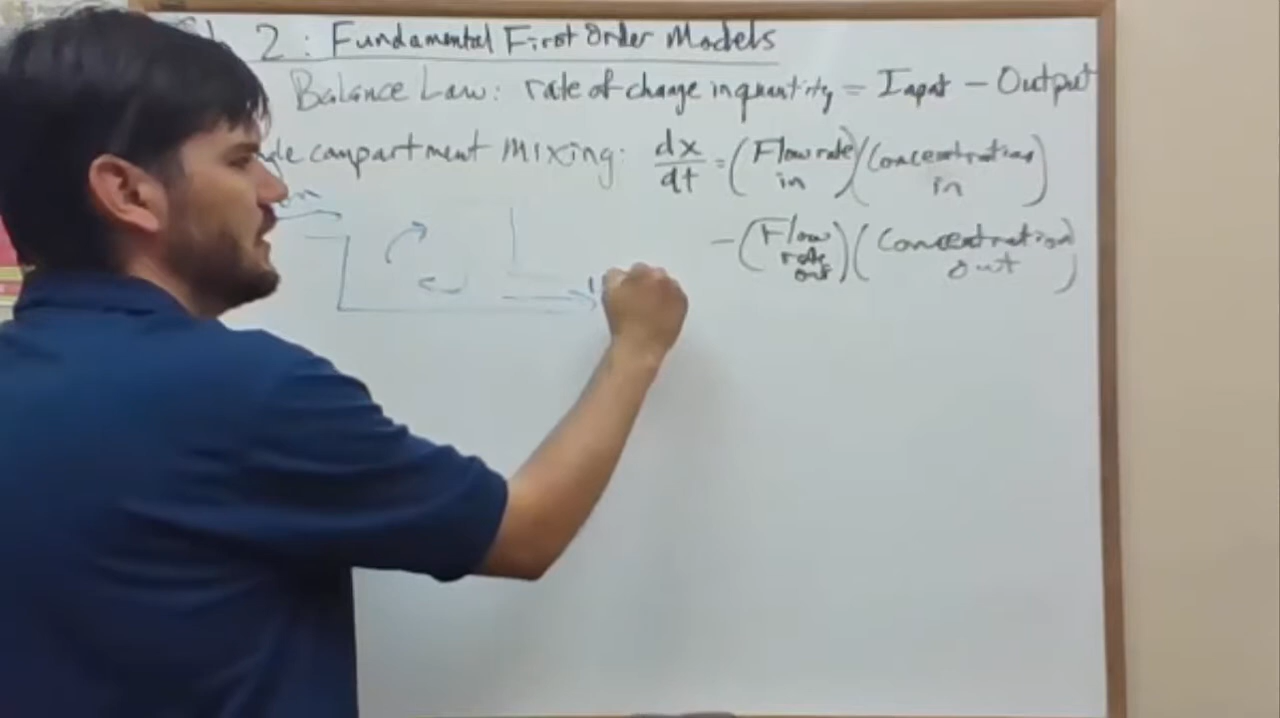 2 : Fundamental First Order Models
Balance Law: rate of change in quantity = Input - Output
compartment mixing: dx/dt = (Flow rate in)(Concentration in)
- (Flow rate out)(Concentration out)